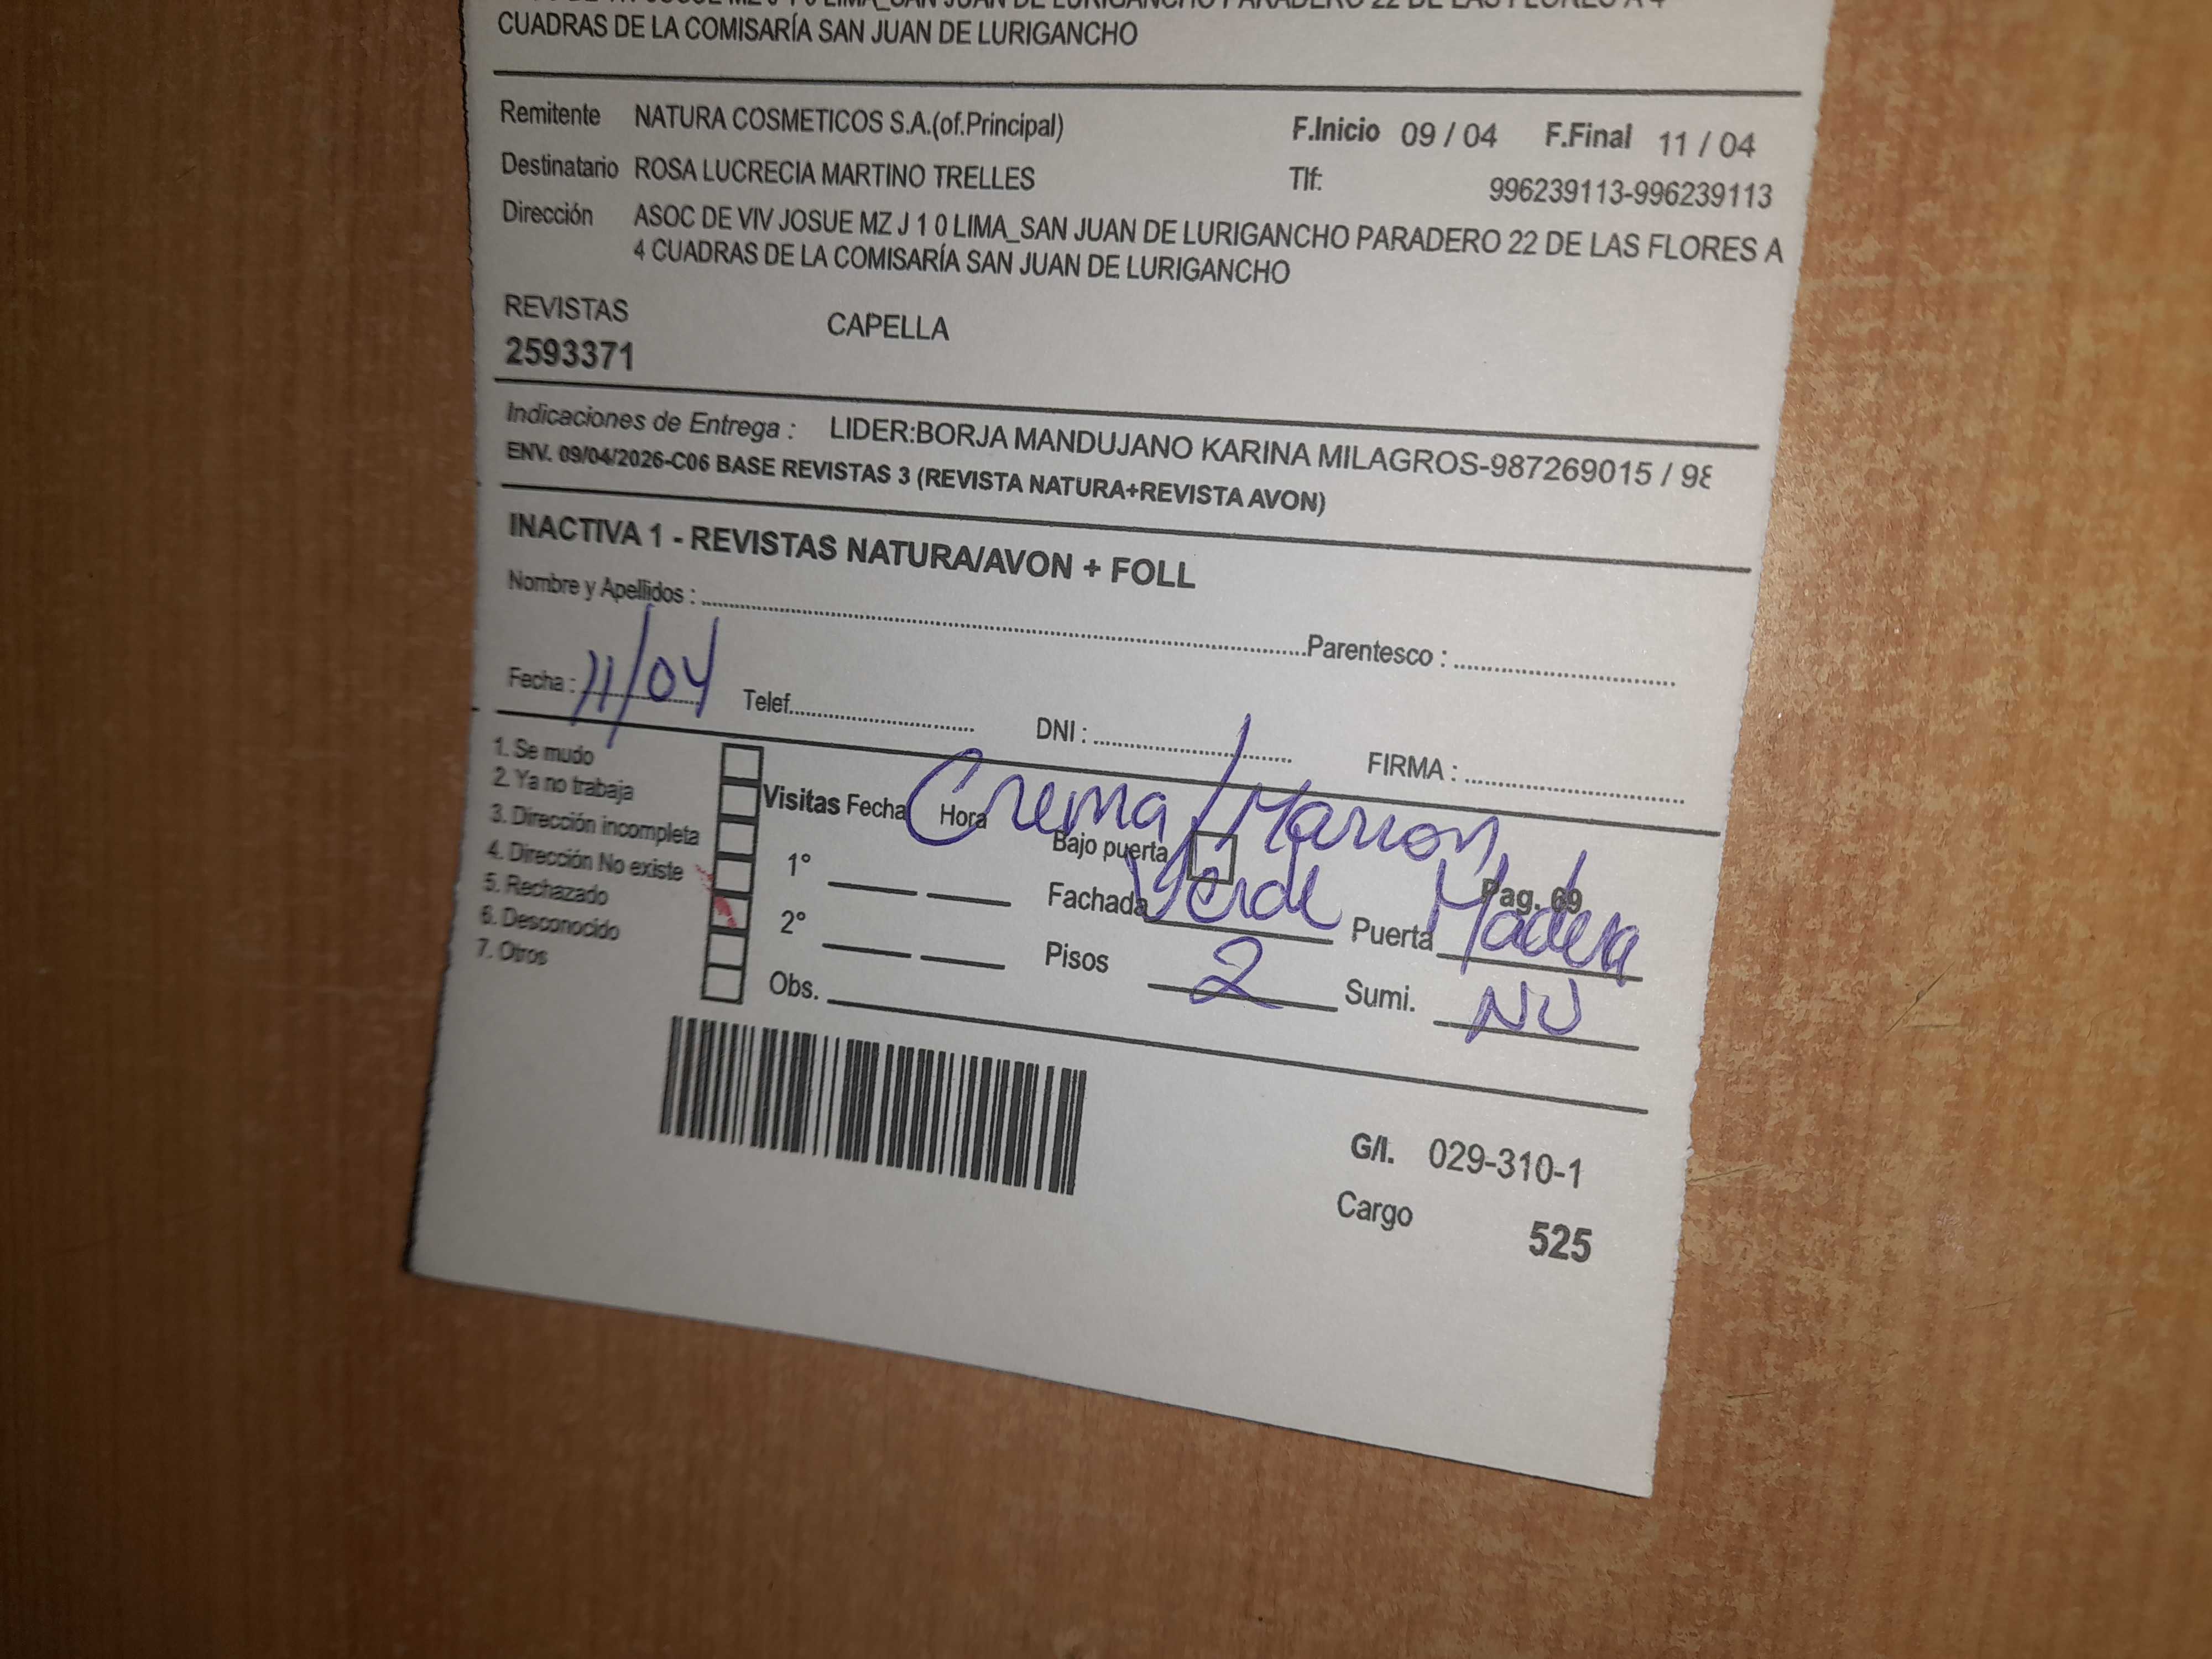 CUADRAS DE LA COMISARÍA SAN JUAN DE LURIGANCHO
Remitente NATURA COSMETICOS S.A.(of.Principal) F.Inicio 09 / 04 F.Final 11 / 04
Destinatario ROSA LUCRECIA MARTINO TRELLES Tlf: 996239113-996239113
Dirección ASOC DE VIV JOSUE MZ J 1 0 LIMA_SAN JUAN DE LURIGANCHO PARADERO 22 DE LAS FLORES A
4 CUADRAS DE LA COMISARÍA SAN JUAN DE LURIGANCHO
REVISTAS CAPELLA
2593371
Indicaciones de Entrega : LIDER:BORJA MANDUJANO KARINA MILAGROS-987269015 / 98
ENV. 09/04/2026-C06 BASE REVISTAS 3 (REVISTA NATURA+REVISTA AVON)
INACTIVA 1 - REVISTAS NATURA/AVON + FOLL
Nombre y Apellidos : Parentesco :
Fecha : 11/04 Telef. DNI : FIRMA :
1. Se mudo
2. Ya no trabaja
3. Dirección incompleta
4. Dirección No existe
5. Rechazado
6. Desconocido
7. Otros
Visitas Fecha Hora Crema/Marron
Bajo puerta
1° Fachada Verde Puerta Madera Pag. 69
2° Pisos 2 Sumi. NU
Obs.
G/I. 029-310-1
Cargo 525